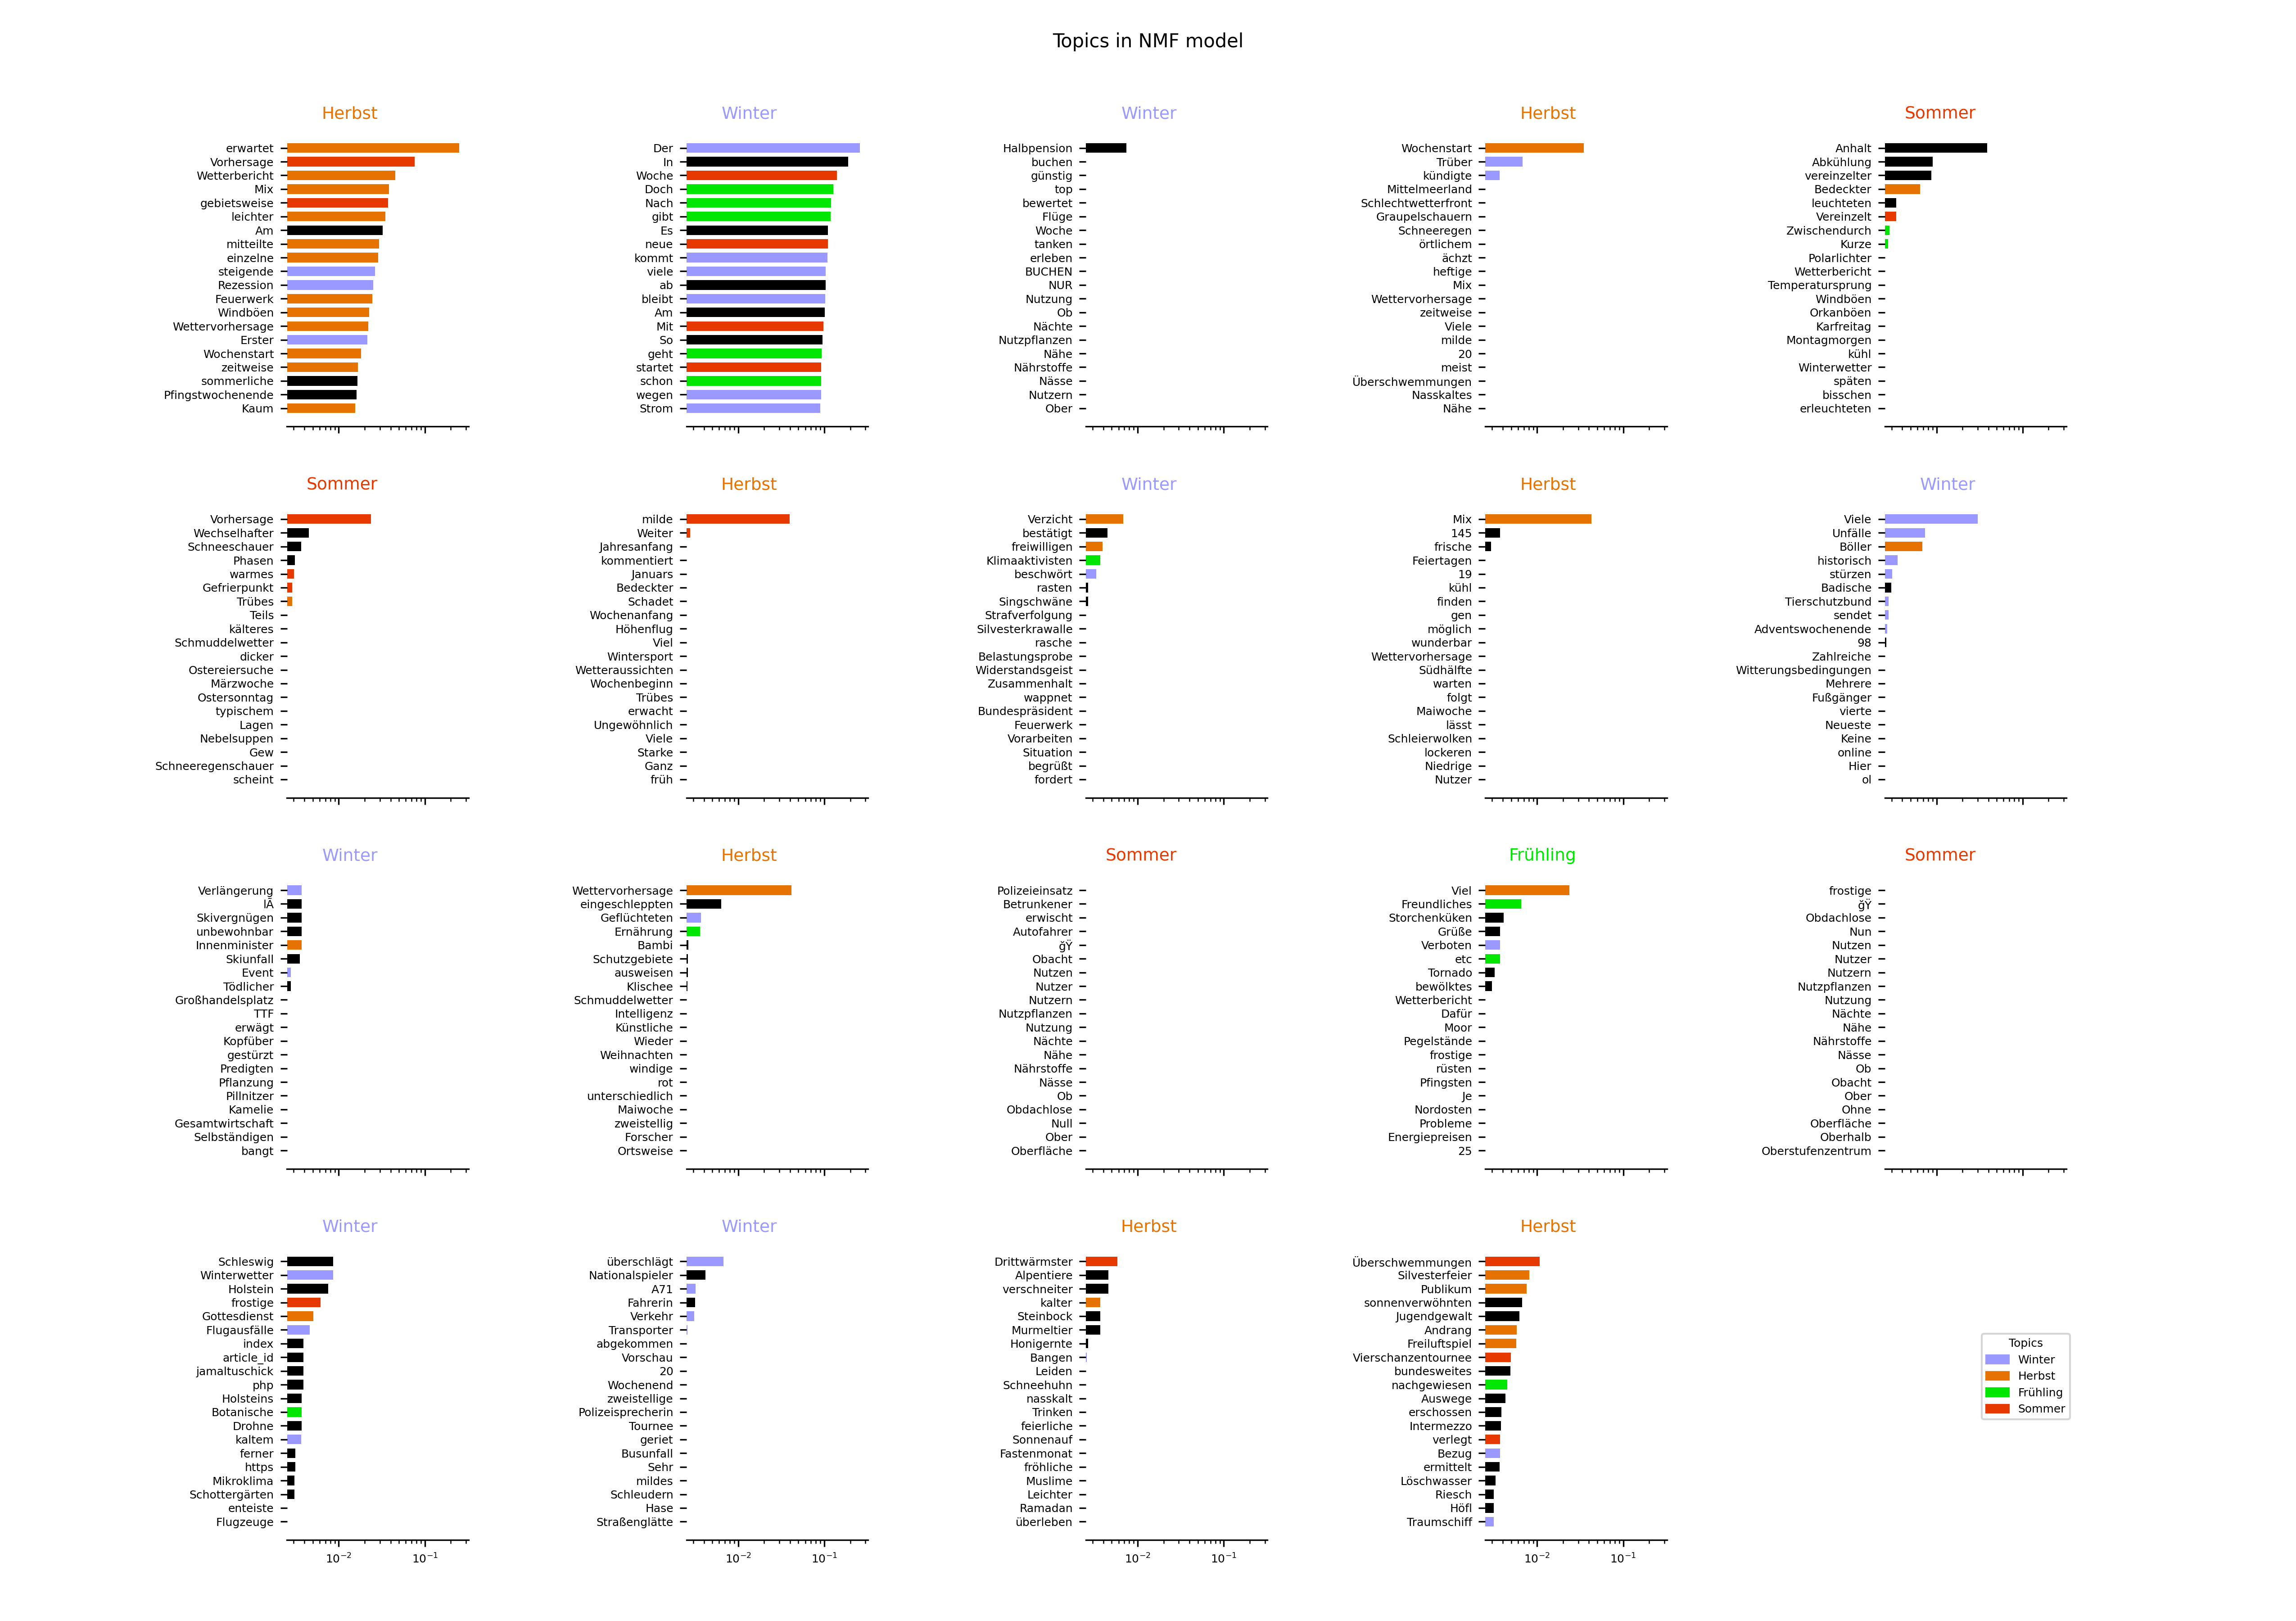 Topics in NMF model
Herbst
erwartet
Vorhersage
Wetterbericht
Mix
gebietsweise
leichter
Am
mitteilte
einzelne
steigende
Rezession
Feuerwerk
Windböen
Wettervorhersage
Erster
Wochenstart
zeitweise
sommerliche
Pfingstwochenende
Kaum
Winter
Der
In
Woche
Doch
Nach
gibt
Es
neue
kommt
viele
ab
bleibt
Am
Mit
So
geht
startet
schon
wegen
Strom
Winter
Halbpension
buchen
günstig
top
bewertet
Flüge
Woche
tanken
erleben
BUCHEN
NUR
Nutzung
Ob
Nächte
Nutzpflanzen
Nähe
Nährstoffe
Nässe
Nutzern
Ober
Herbst
Wochenstart
Trüber
kündigte
Mittelmeerland
Schlechtwetterfront
Graupelschauern
Schneeregen
örtlichem
ächzt
heftige
Mix
Wettervorhersage
zeitweise
Viele
milde
20
meist
Überschwemmungen
Nasskaltes
Nähe
Sommer
Anhalt
Abkühlung
vereinzelter
Bedeckter
leuchteten
Vereinzelt
Zwischendurch
Kurze
Polarlichter
Wetterbericht
Temperatursprung
Windböen
Orkanböen
Karfreitag
Montagmorgen
kühl
Winterwetter
späten
bisschen
erleuchteten
Sommer
Vorhersage
Wechselhafter
Schneeschauer
Phasen
warmes
Gefrierpunkt
Trübes
Teils
kälteres
Schmuddelwetter
dicker
Ostereiersuche
Märzwoche
Ostersonntag
typischem
Lagen
Nebelsuppen
Gew
Schneeregenschauer
scheint
Herbst
milde
Weiter
Jahresanfang
kommentiert
Januars
Bedeckter
Schadet
Wochenanfang
Höhenflug
Viel
Wintersport
Wetteraussichten
Wochenbeginn
Trübes
erwacht
Ungewöhnlich
Viele
Starke
Ganz
früh
Winter
Verzicht
bestätigt
freiwilligen
Klimaaktivisten
beschwört
rasten
Singschwäne
Strafverfolgung
Silvesterkrawalle
rasche
Belastungsprobe
Widerstandsgeist
Zusammenhalt
wappnet
Bundespräsident
Feuerwerk
Vorarbeiten
Situation
begrüßt
fordert
Herbst
Mix
145
frische
Feiertagen
19
kühl
finden
gen
möglich
wunderbar
Wettervorhersage
Südhälfte
warten
folgt
Maiwoche
lässt
Schleierwolken
lockeren
Niedrige
Nutzer
Winter
Viele
Unfälle
Böller
historisch
stürzen
Badische
Tierschutzbund
sendet
Adventswochenende
98
Zahlreiche
Witterungsbedingungen
Mehrere
Fußgänger
vierte
Neueste
Keine
online
Hier
ol
Winter
Verlängerung
lÄ
Skivergnügen
unbewohnbar
Innenminister
Skiunfall
Event
Tödlicher
Großhandelsplatz
TTF
erwägt
Kopfüber
gestürzt
Predigten
Pflanzung
Pillnitzer
Kamelie
Gesamtwirtschaft
Selbständigen
bangt
Herbst
Wettervorhersage
eingeschleppten
Geflüchteten
Ernährung
Bambi
Schutzgebiete
ausweisen
Klischee
Schmuddelwetter
Intelligenz
Künstliche
Wieder
Weihnachten
windige
rot
unterschiedlich
Maiwoche
zweistellig
Forscher
Ortsweise
Sommer
Polizeieinsatz
Betrunkener
erwischt
Autofahrer
ğŸ
Obacht
Nutzen
Nutzer
Nutzern
Nutzpflanzen
Nutzung
Nächte
Nähe
Nährstoffe
Nässe
Ob
Obdachlose
Null
Ober
Oberfläche
Frühling
Viel
Freundliches
Storchenküken
Grüße
Verboten
etc
Tornado
bewölktes
Wetterbericht
Dafür
Moor
Pegelstände
frostige
rüsten
Pfingsten
Je
Nordosten
Probleme
Energiepreisen
25
Sommer
frostige
ğŸ
Obdachlose
Nun
Nutzen
Nutzer
Nutzern
Nutzpflanzen
Nutzung
Nächte
Nähe
Nährstoffe
Nässe
Ob
Obacht
Ober
Ohne
Oberfläche
Oberhalb
Oberstufenzentrum
Winter
Schleswig
Winterwetter
Holstein
frostige
Gottesdienst
Flugausfälle
index
article_id
jamaltuschick
php
Holsteins
Botanische
Drohne
kaltem
ferner
https
Mikroklima
Schottergärten
enteiste
Flugzeuge
10⁻² 10⁻¹
Winter
überschlägt
Nationalspieler
A71
Fahrerin
Verkehr
Transporter
abgekommen
Vorschau
20
Wochenend
zweistellige
Polizeisprecherin
Tournee
geriet
Busunfall
Sehr
mildes
Schleudern
Hase
Straßenglätte
10⁻² 10⁻¹
Herbst
Drittwärmster
Alpentiere
verschneiter
kalter
Steinbock
Murmeltier
Honigernte
Bangen
Leiden
Schneehuhn
nasskalt
Trinken
feierliche
Sonnenauf
Fastenmonat
fröhliche
Muslime
Leichter
Ramadan
überleben
10⁻² 10⁻¹
Herbst
Überschwemmungen
Silvesterfeier
Publikum
sonnenverwöhnten
Jugendgewalt
Andrang
Freiluftspiel
Vierschanzentournee
bundesweites
nachgewiesen
Auswege
erschossen
Intermezzo
verlegt
Bezug
ermittelt
Löschwasser
Riesch
Höfl
Traumschiff
10⁻² 10⁻¹
Topics
Winter
Herbst
Frühling
Sommer